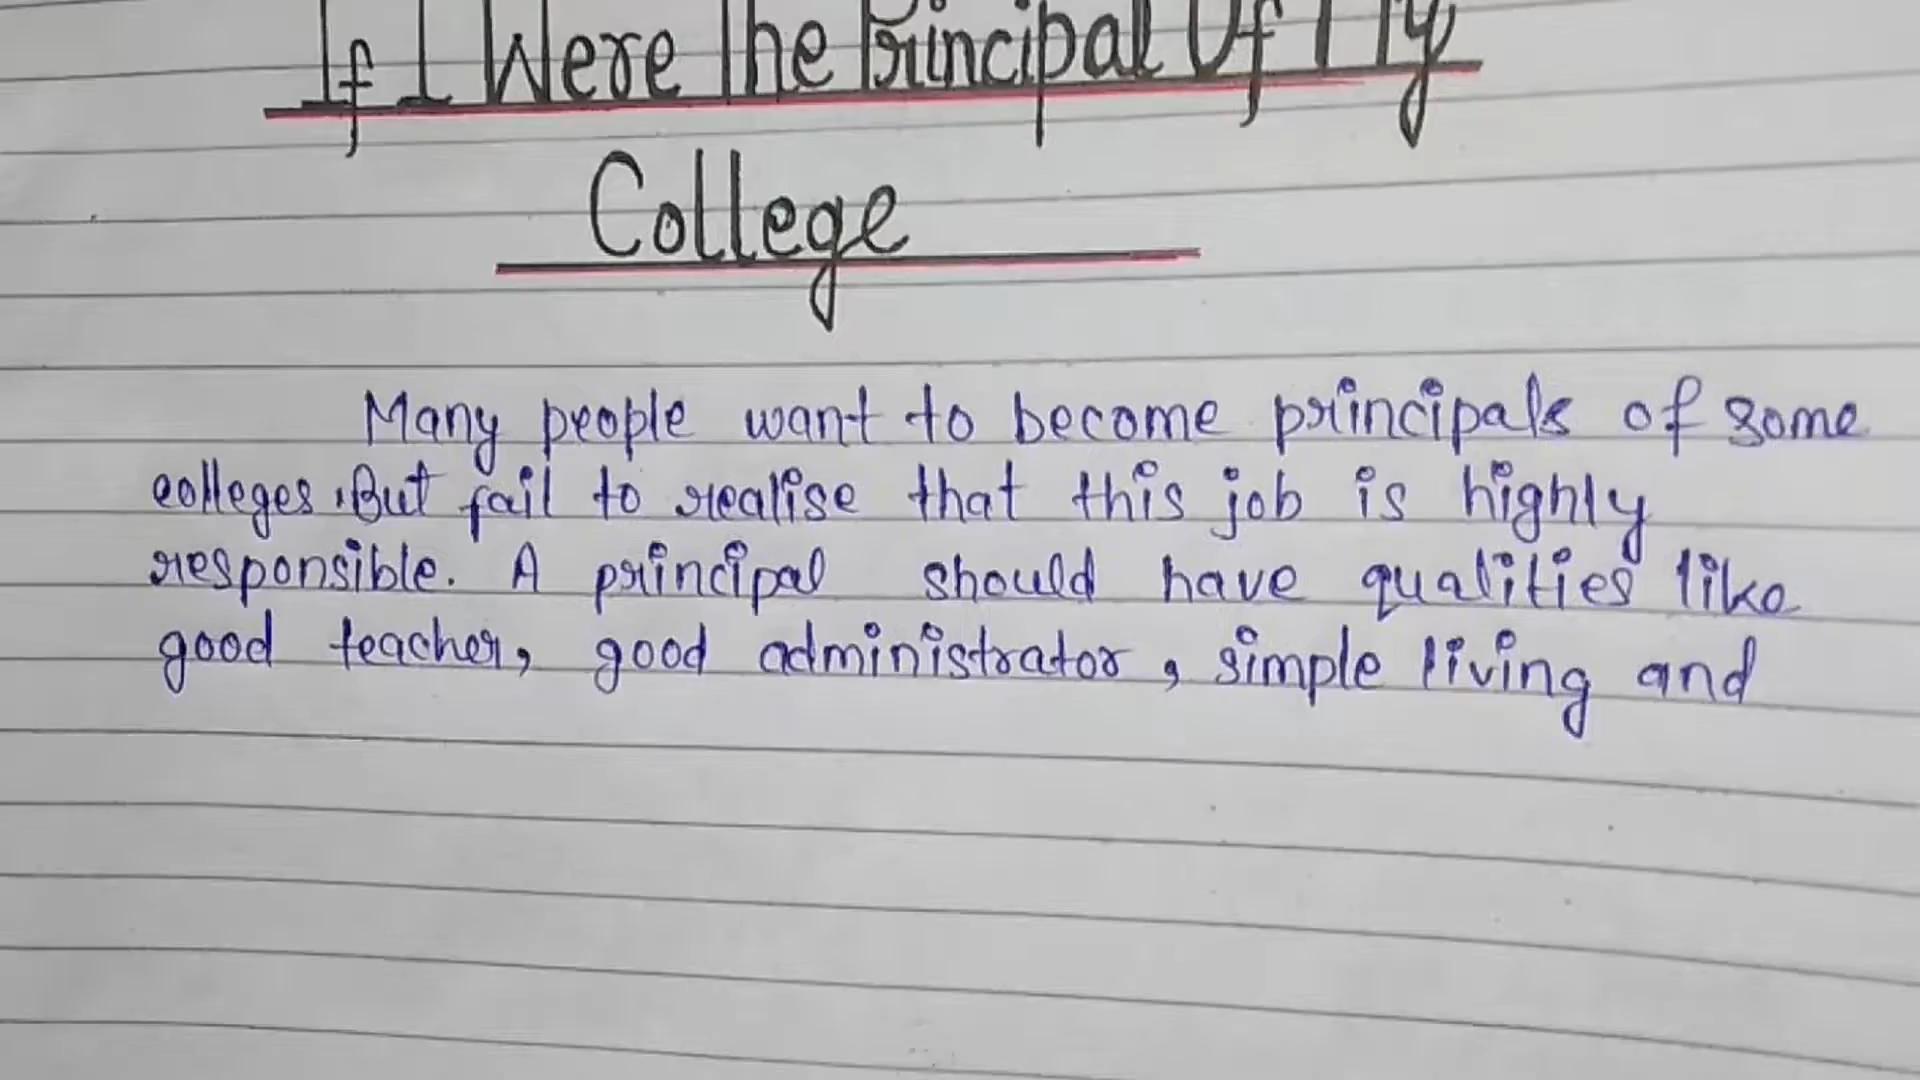 If I Were The Principal Of My
College
Many people want to become principals of some
colleges. But fail to realise that this job is highly
responsible. A principal should have qualities like
good teacher, good administrator, simple living and